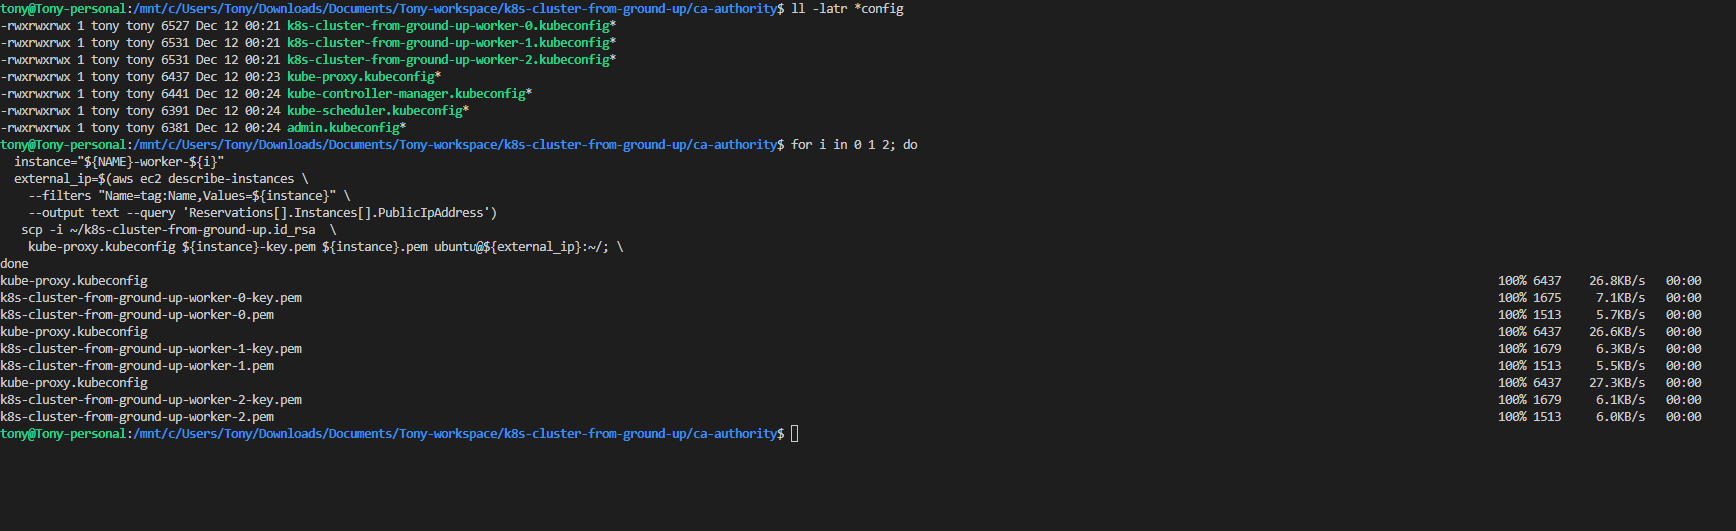 tony@Tony-personal:/mnt/c/Users/Tony/Downloads/Documents/Tony-workspace/k8s-cluster-from-ground-up/ca-authority$ ll -latr *config
-rwxrwxrwx 1 tony tony 6527 Dec 12 00:21 k8s-cluster-from-ground-up-worker-0.kubeconfig*
-rwxrwxrwx 1 tony tony 6531 Dec 12 00:21 k8s-cluster-from-ground-up-worker-1.kubeconfig*
-rwxrwxrwx 1 tony tony 6531 Dec 12 00:21 k8s-cluster-from-ground-up-worker-2.kubeconfig*
-rwxrwxrwx 1 tony tony 6437 Dec 12 00:23 kube-proxy.kubeconfig*
-rwxrwxrwx 1 tony tony 6441 Dec 12 00:24 kube-controller-manager.kubeconfig*
-rwxrwxrwx 1 tony tony 6391 Dec 12 00:24 kube-scheduler.kubeconfig*
-rwxrwxrwx 1 tony tony 6381 Dec 12 00:24 admin.kubeconfig*
tony@Tony-personal:/mnt/c/Users/Tony/Downloads/Documents/Tony-workspace/k8s-cluster-from-ground-up/ca-authority$ for i in 0 1 2; do
  instance="${NAME}-worker-${i}"
  external_ip=$(aws ec2 describe-instances \
    --filters "Name=tag:Name,Values=${instance}" \
    --output text --query 'Reservations[].Instances[].PublicIpAddress')
   scp -i ~/k8s-cluster-from-ground-up.id_rsa  \
    kube-proxy.kubeconfig ${instance}-key.pem ${instance}.pem ubuntu@${external_ip}:~/; \
done
kube-proxy.kubeconfig 100% 6437 26.8KB/s 00:00
k8s-cluster-from-ground-up-worker-0-key.pem 100% 1675 7.1KB/s 00:00
k8s-cluster-from-ground-up-worker-0.pem 100% 1513 5.7KB/s 00:00
kube-proxy.kubeconfig 100% 6437 26.6KB/s 00:00
k8s-cluster-from-ground-up-worker-1-key.pem 100% 1679 6.3KB/s 00:00
k8s-cluster-from-ground-up-worker-1.pem 100% 1513 5.5KB/s 00:00
kube-proxy.kubeconfig 100% 6437 27.3KB/s 00:00
k8s-cluster-from-ground-up-worker-2-key.pem 100% 1679 6.1KB/s 00:00
k8s-cluster-from-ground-up-worker-2.pem 100% 1513 6.0KB/s 00:00
tony@Tony-personal:/mnt/c/Users/Tony/Downloads/Documents/Tony-workspace/k8s-cluster-from-ground-up/ca-authority$